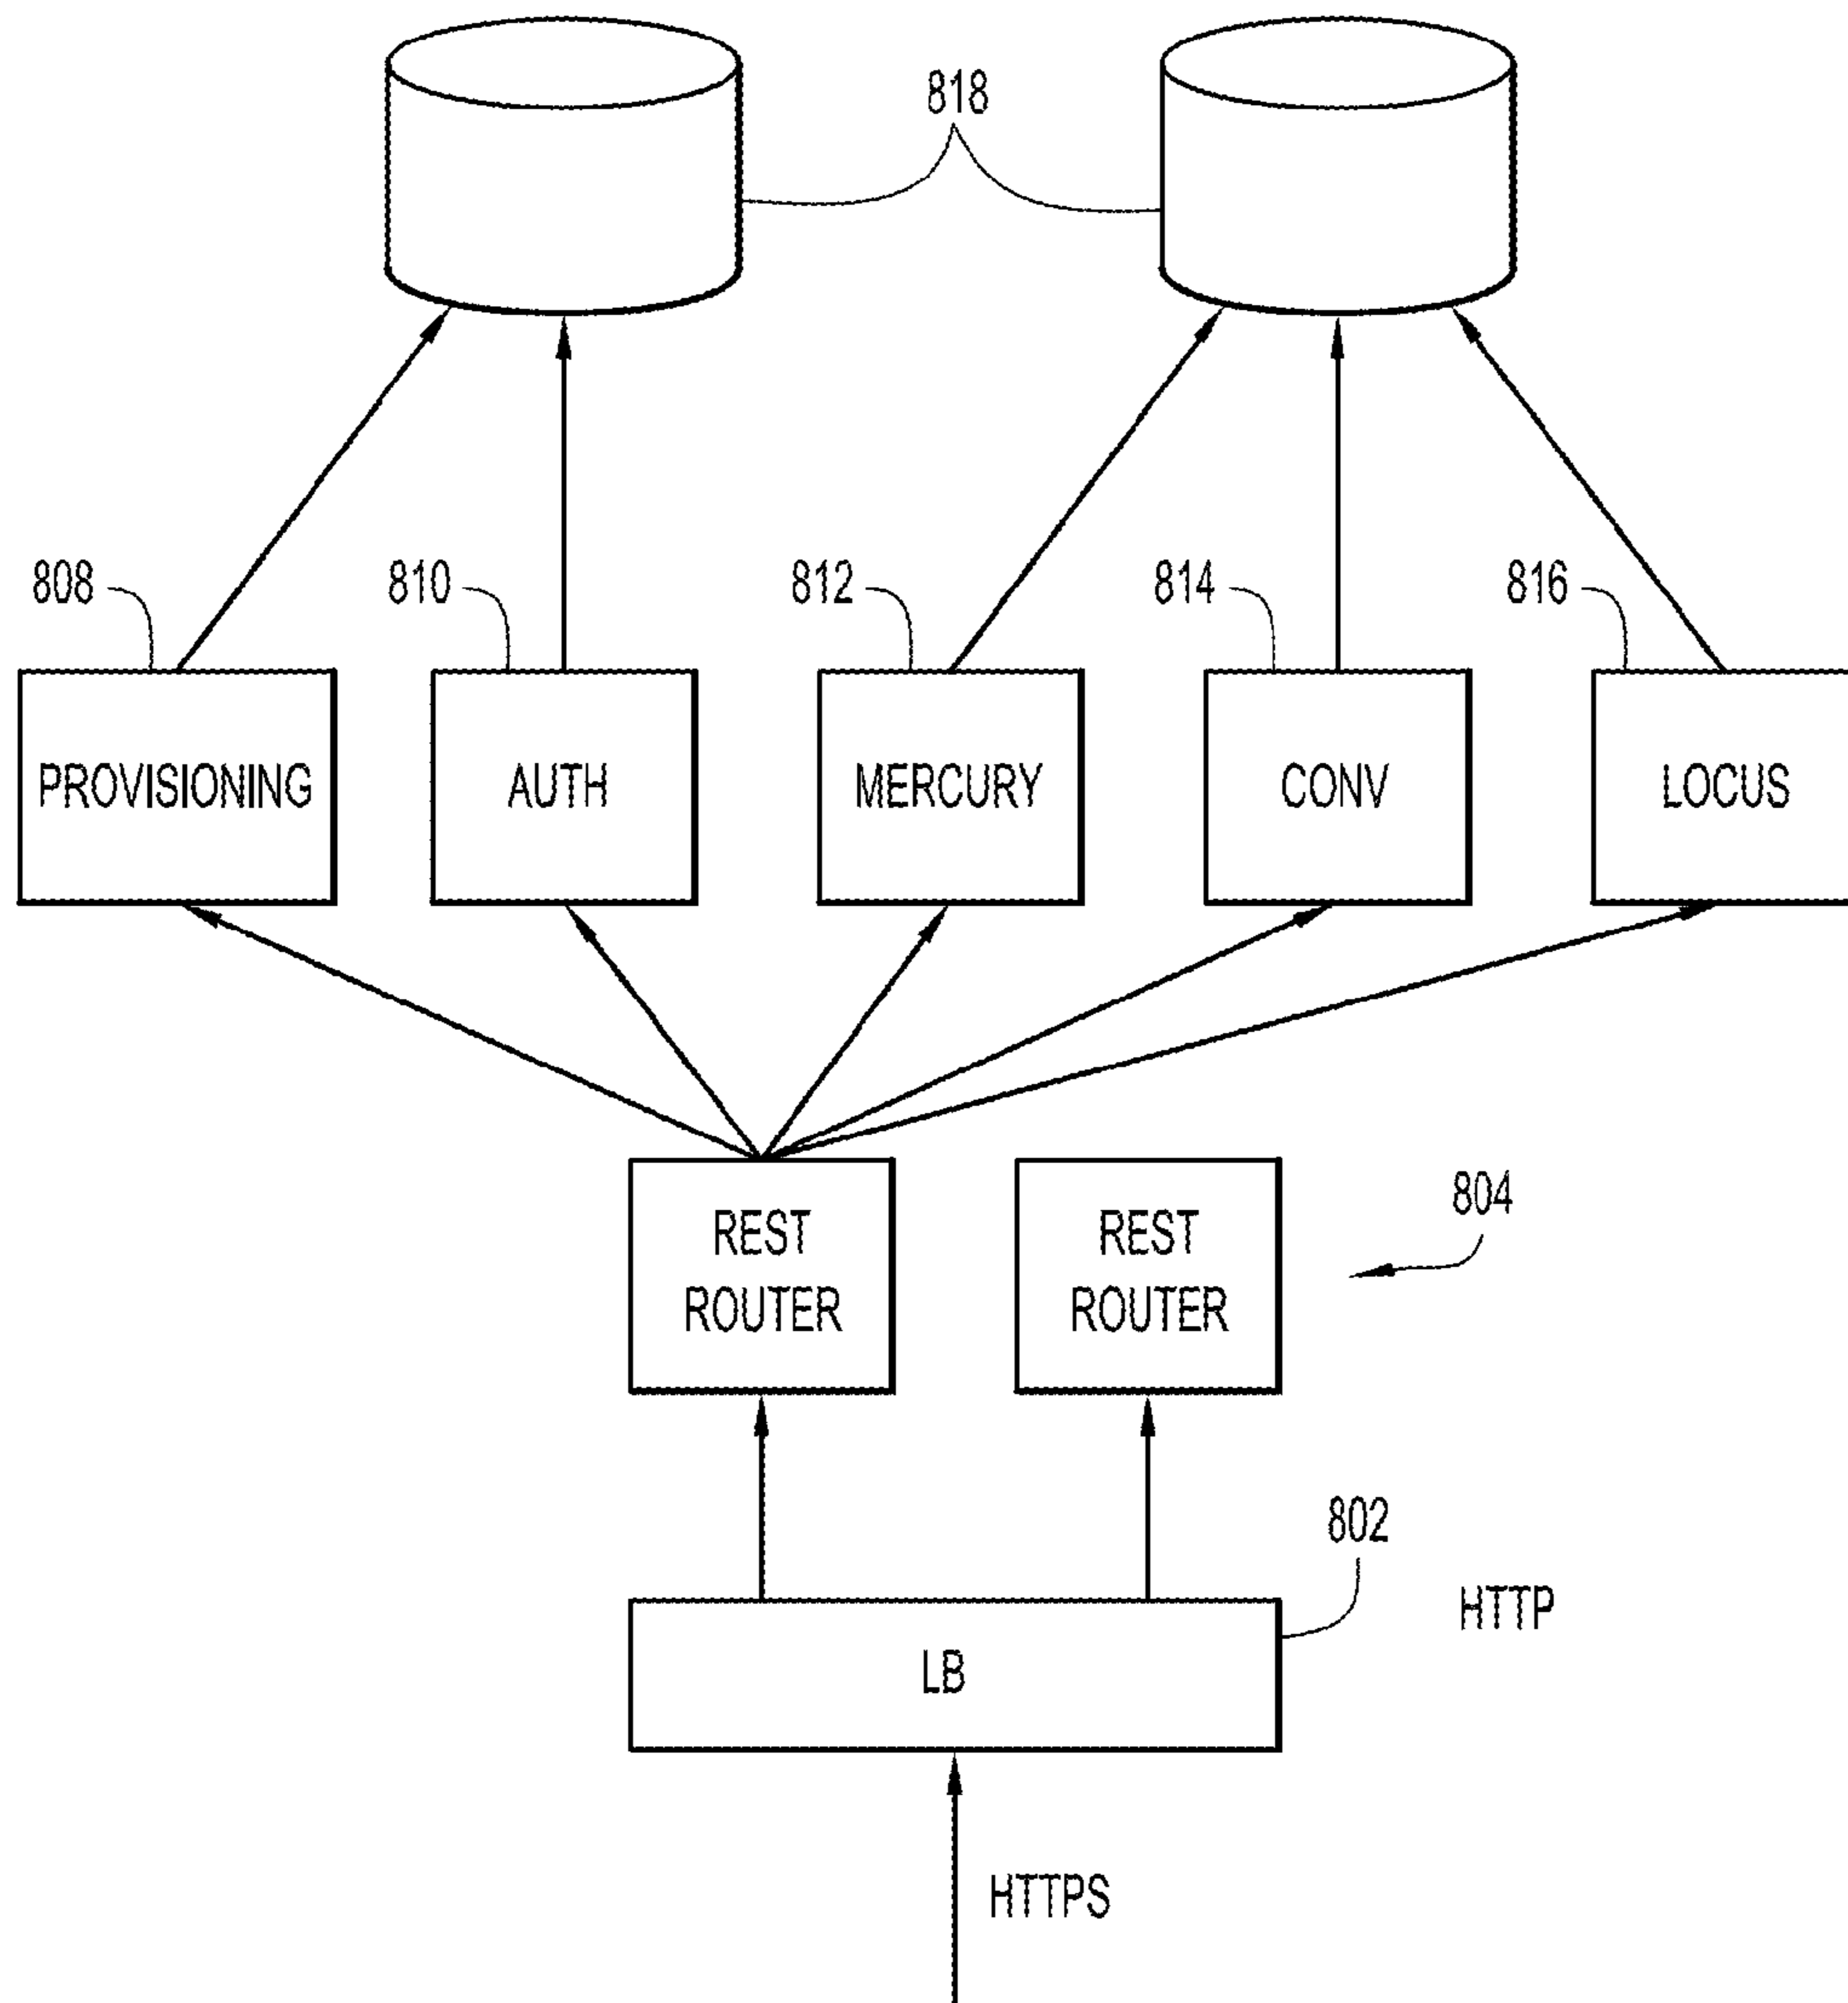 818
808
810
812
814
816
PROVISIONING
AUTH
MERCURY
CONV
LOCUS
REST
ROUTER
REST
ROUTER
804
802
HTTP
LB
HTTPS